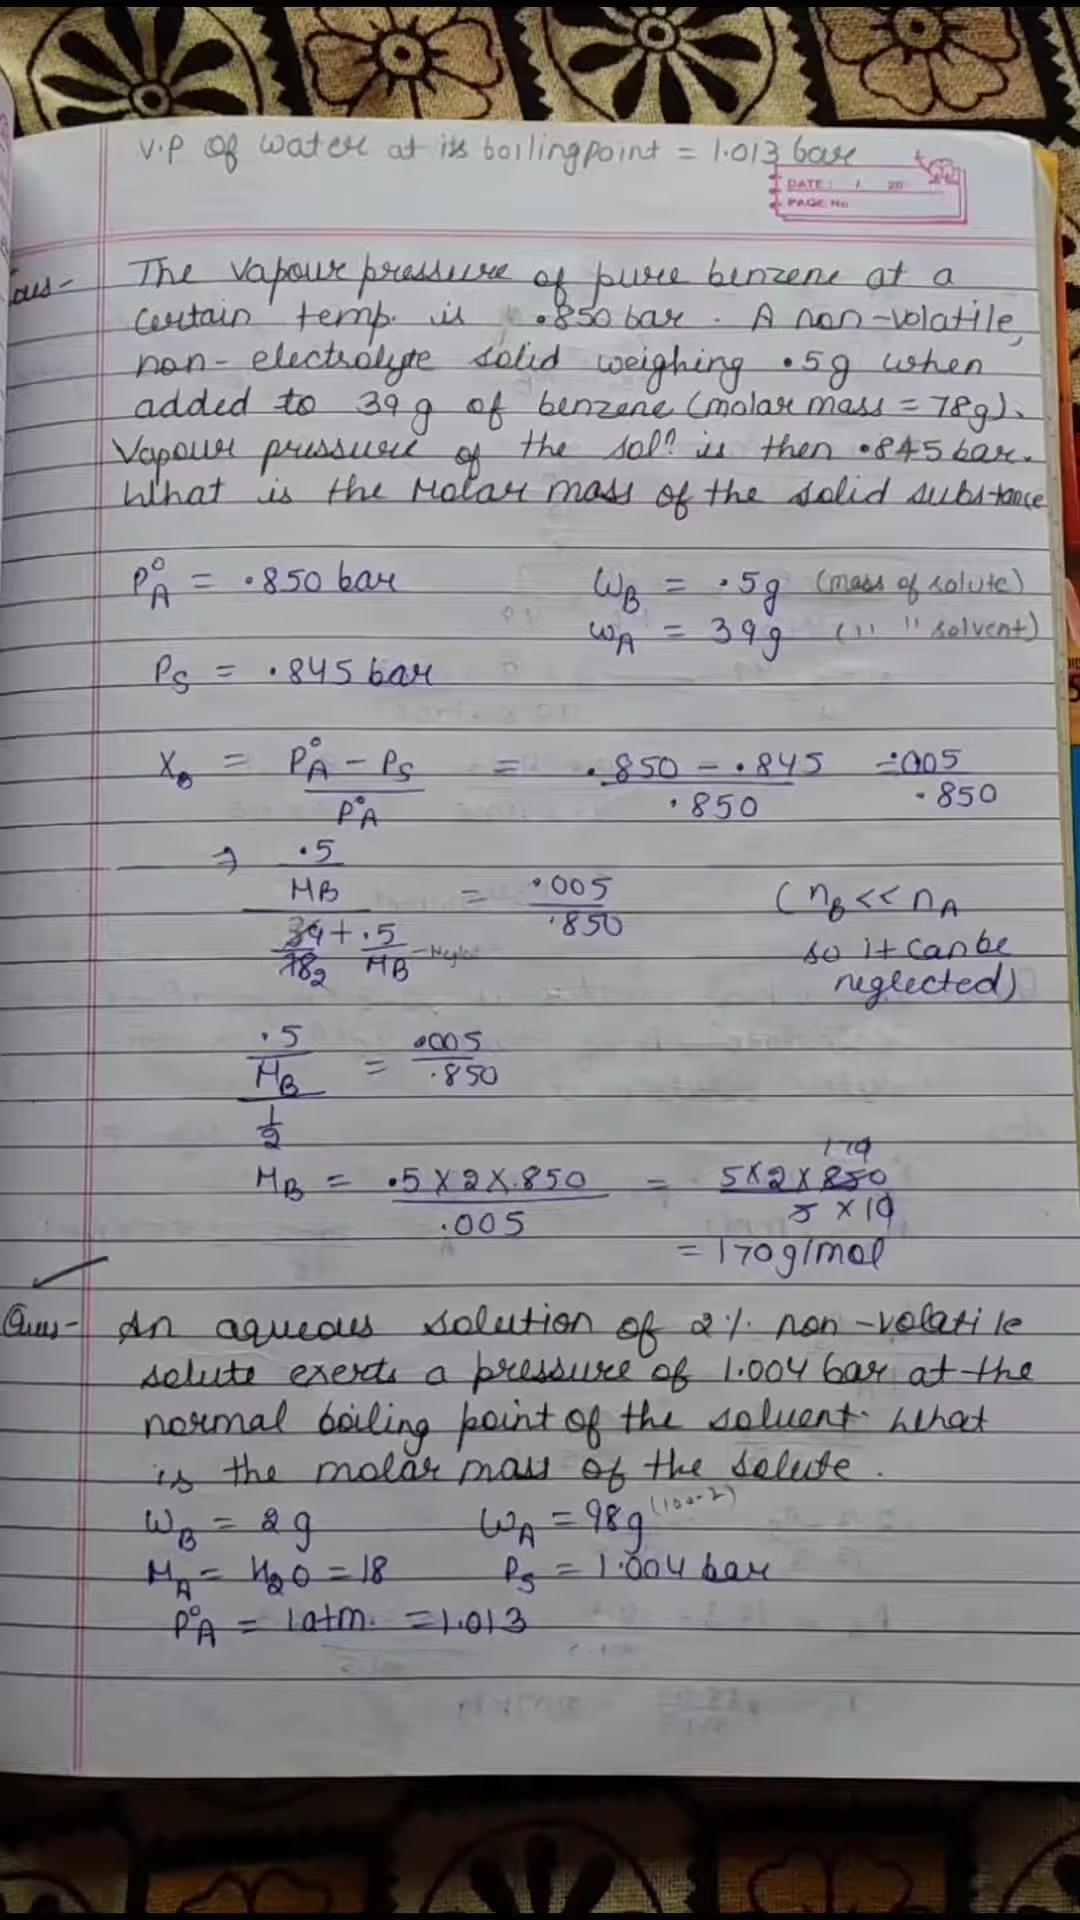 V.P of water at its boiling point = 1.013 bar
DATE: / 20
PAGE NO
Ques- The vapour pressure of pure benzene at a
certain temp. is .850 bar. A non-volatile,
non-electrolyte solid weighing .5g when
added to 39 g of benzene (molar mass = 78g).
Vapour pressure of the solⁿ is then .845 bar.
What is the Molar mass of the solid substance
P°A = .850 bar WB = .5g (mass of solute)
WA = 39g (" " solvent)
Ps = .845 bar
XB = P°A - Ps / P°A = .850 - .845 / .850 = .005 / .850
⇒ .5 / MB / 39 / 78 2 + .5 / MB - Neglect = .005 / .850 (nB << nA
so it can be
neglected)
.5 / MB / 1/2 = .005 / .850
MB = .5 × 2 × .850 / .005 = 5 × 2 × 850 170 / 5 × 10
= 170 g/mol
Ques- An aqueous solution of 2% non-volatile
solute exerts a pressure of 1.004 bar at the
normal boiling point of the solvent. What
is the molar mass of the solute.
WB = 2g WA = 98g (100-2)
MA = H2O = 18 Ps = 1.004 bar
P°A = 1atm. = 1.013